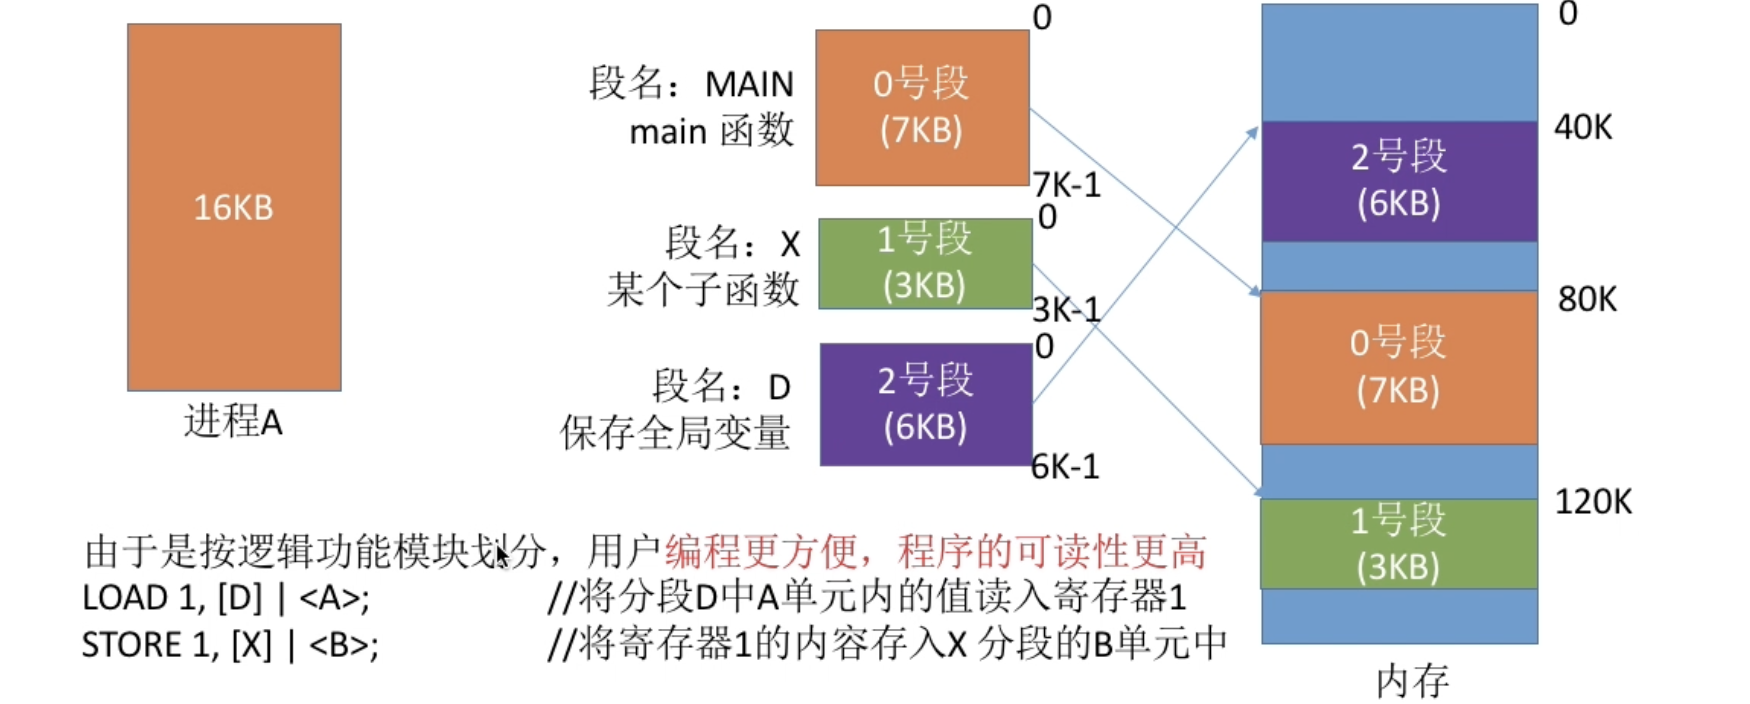 16KB
进程A
段名：MAIN
main 函数
0号段
(7KB)
0
7K-1
段名：X
某个子函数
1号段
(3KB)
0
3K-1
段名：D
保存全局变量
2号段
(6KB)
0
6K-1
0
40K
2号段
(6KB)
80K
0号段
(7KB)
120K
1号段
(3KB)
内存
由于是按逻辑功能模块划分，用户编程更方便，程序的可读性更高
LOAD 1, [D] | <A>; //将分段D中A单元内的值读入寄存器1
STORE 1, [X] | <B>; //将寄存器1的内容存入X 分段的B单元中